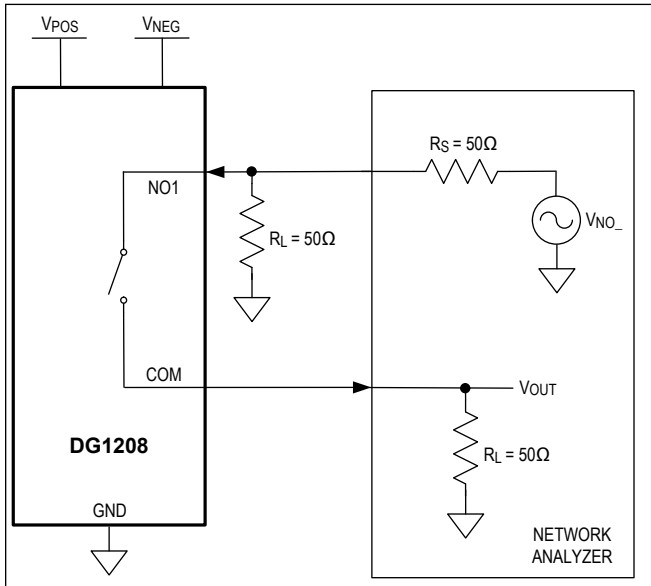 VPOS
VNEG
RS = 50Ω
NO1
VNO_
RL = 50Ω
COM
VOUT
DG1208
RL = 50Ω
GND
NETWORK
ANALYZER